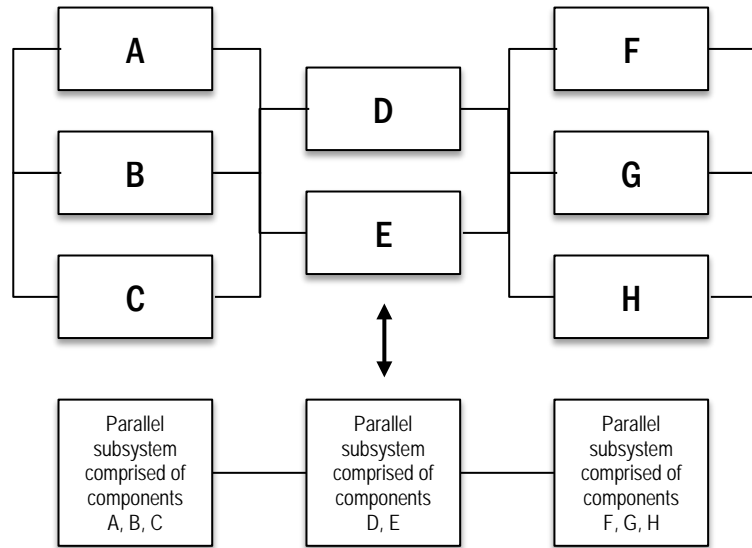 A
B
C
D
E
F
G
H
Parallel
subsystem
comprised of
components
A, B, C
Parallel
subsystem
comprised of
components
D, E
Parallel
subsystem
comprised of
components
F, G, H